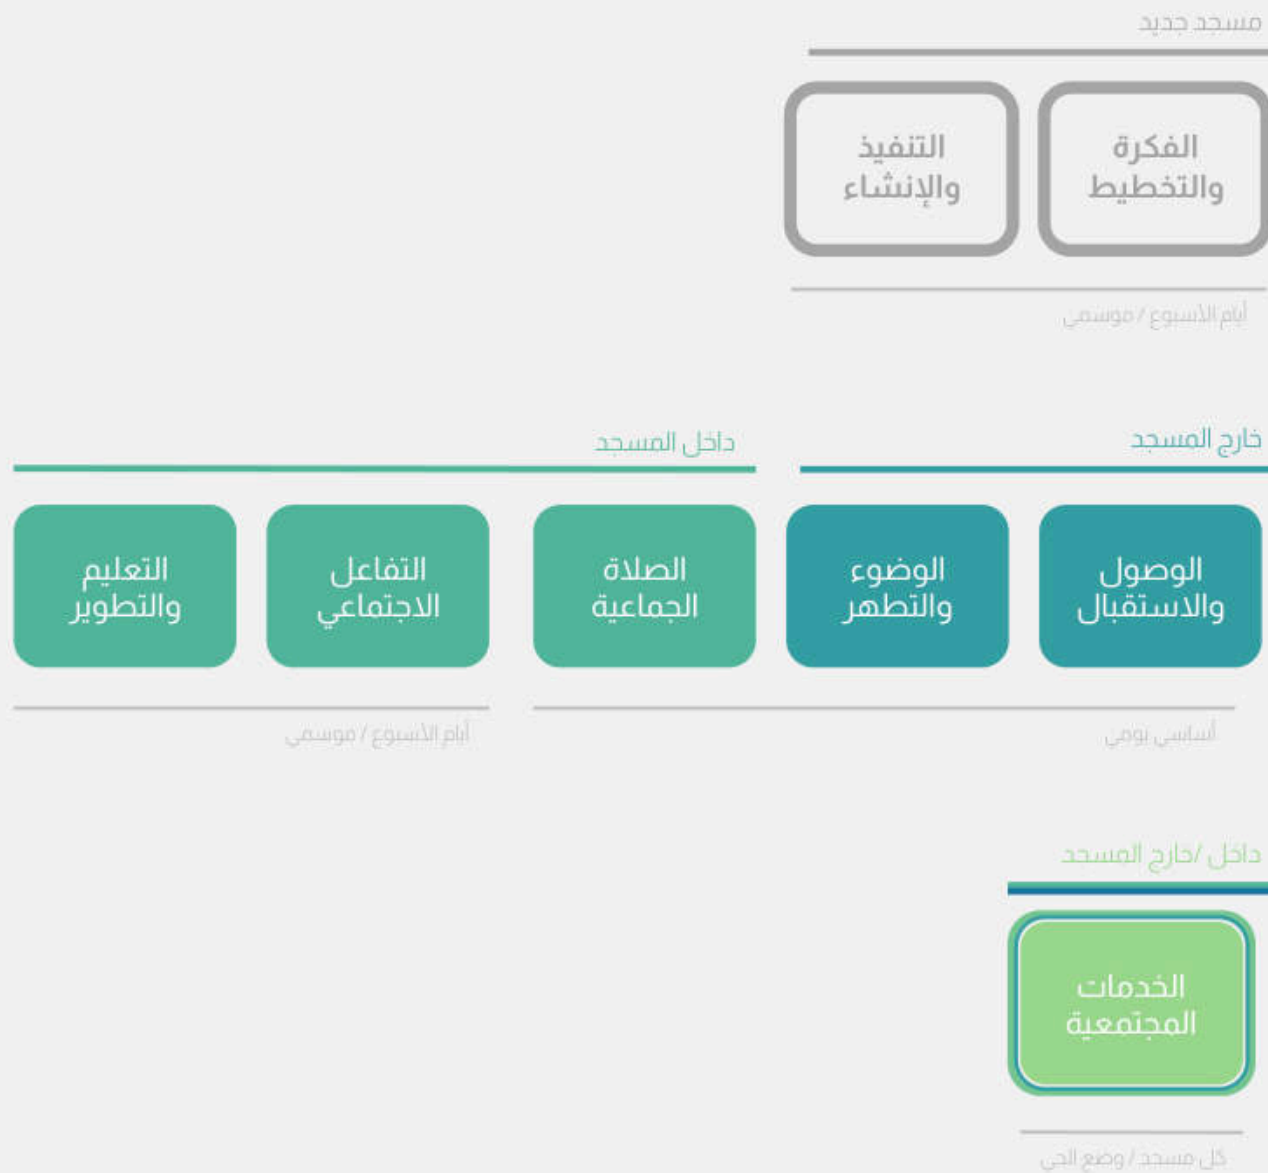 مسجد جديد
الفكرة
والتخطيط
التنفيذ
والإنشاء
أيام الأسبوع / موسمي
خارج المسجد
داخل المسجد
الوصول
والاستقبال
الوضوء
والتطهر
الصلاة
الجماعية
التفاعل
الاجتماعي
التعليم
والتطوير
أساسي يومي
أيام الأسبوع / موسمي
داخل /خارج المسجد
الخدمات
المجتمعية
كل مسجد / وضع الحي